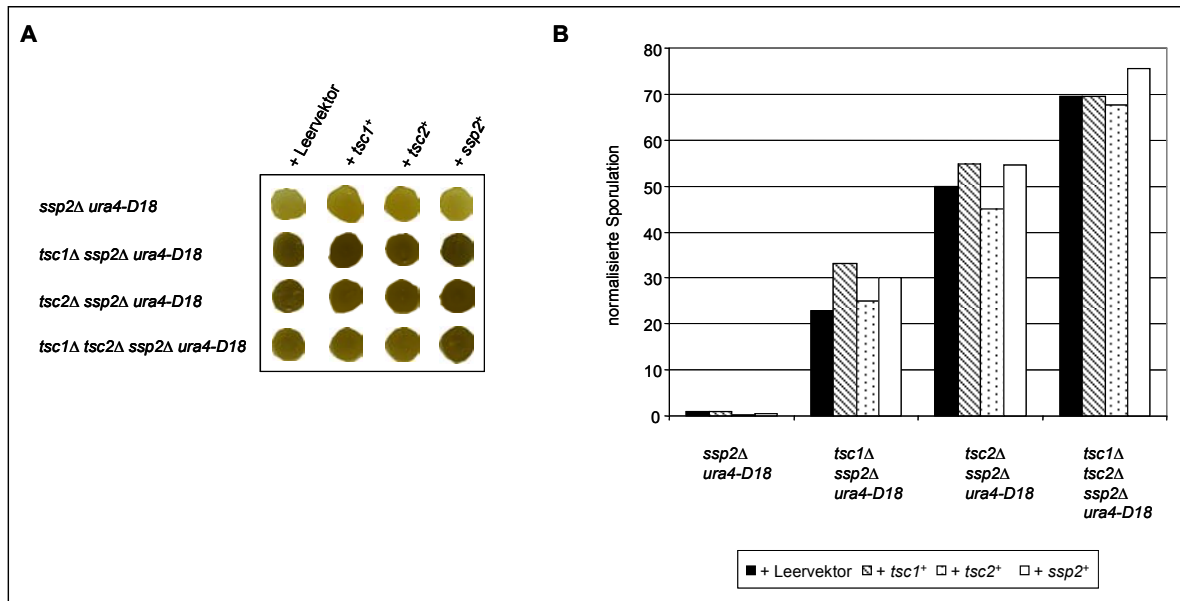 A
+ Leervektor
+ tsc1⁺
+ tsc2⁺
+ ssp2⁺
ssp2Δ ura4-D18
tsc1Δ ssp2Δ ura4-D18
tsc2Δ ssp2Δ ura4-D18
tsc1Δ tsc2Δ ssp2Δ ura4-D18
B
normalisierte Sporulation
80
70
60
50
40
30
20
10
0
ssp2Δ
ura4-D18
tsc1Δ
ssp2Δ
ura4-D18
tsc2Δ
ssp2Δ
ura4-D18
tsc1Δ
tsc2Δ
ssp2Δ
ura4-D18
+ Leervektor + tsc1⁺ + tsc2⁺ + ssp2⁺